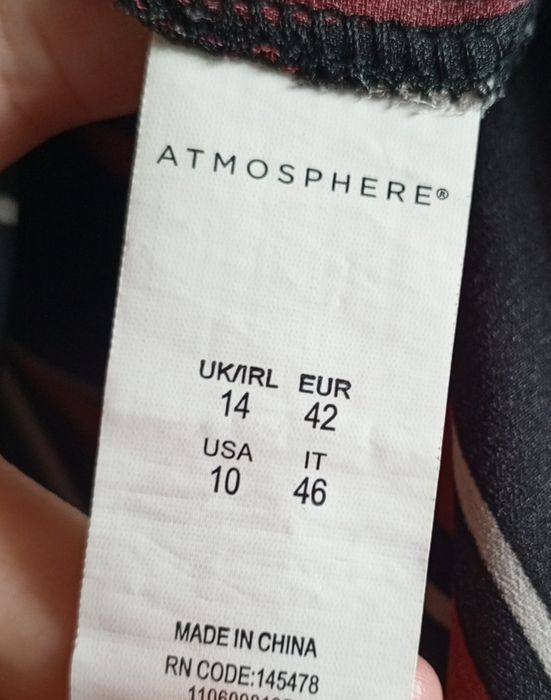 ATMOSPHERE®
UK/IRL EUR
14 42
USA IT
10 46
MADE IN CHINA
RN CODE:145478